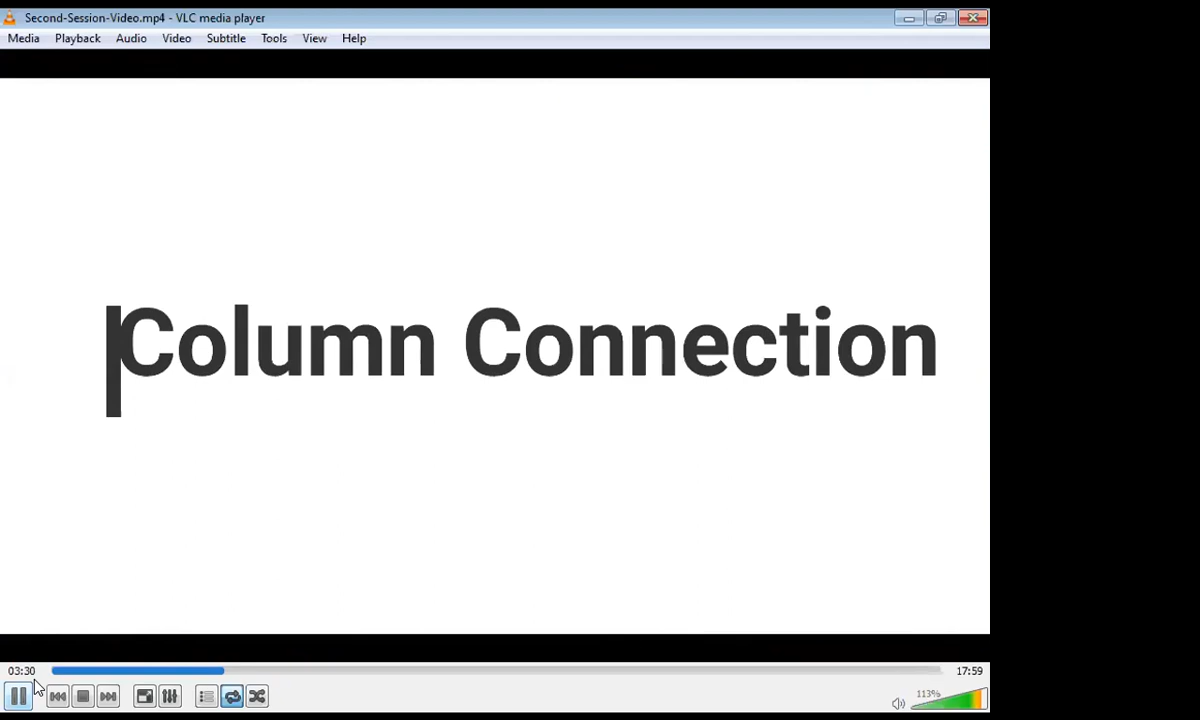 Second-Session-Video.mp4 - VLC media player
Media Playback Audio Video Subtitle Tools View Help
Column Connection
03:30 17:59
113%